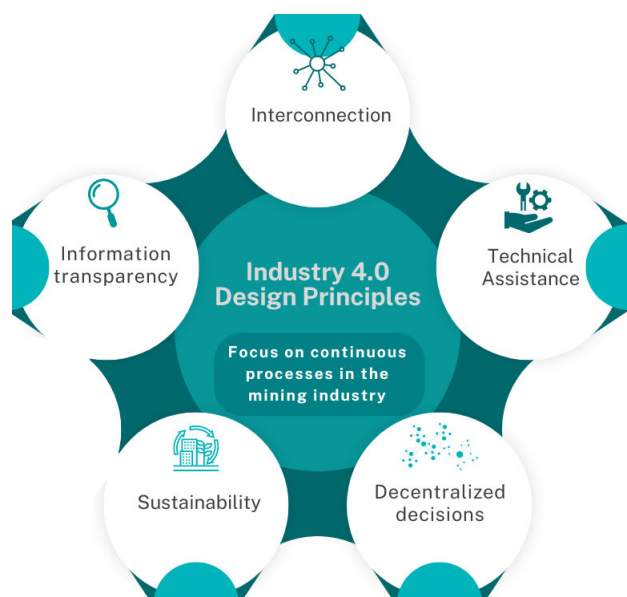 Interconnection
Information
transparency
Technical
Assistance
Industry 4.0
Design Principles
Focus on continuous
processes in the
mining industry
Sustainability
Decentralized
decisions